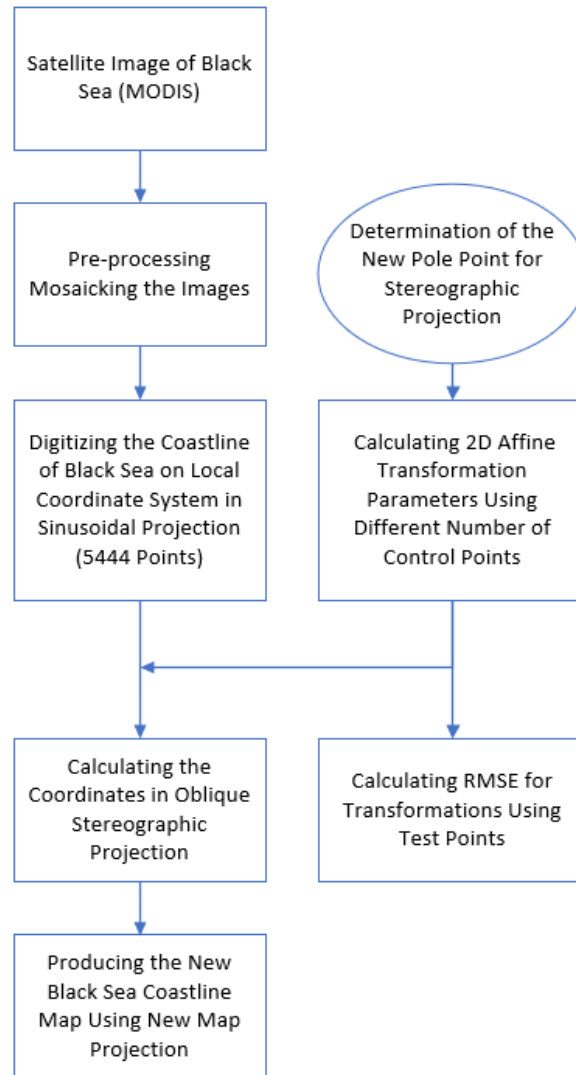 Satellite Image of Black
Sea (MODIS)
Pre-processing
Mosaicking the Images
Determination of the
New Pole Point for
Stereographic
Projection
Digitizing the Coastline
of Black Sea on Local
Coordinate System in
Sinusoidal Projection
(5444 Points)
Calculating 2D Affine
Transformation
Parameters Using
Different Number of
Control Points
Calculating the
Coordinates in Oblique
Stereographic
Projection
Calculating RMSE for
Transformations Using
Test Points
Producing the New
Black Sea Coastline
Map Using New Map
Projection